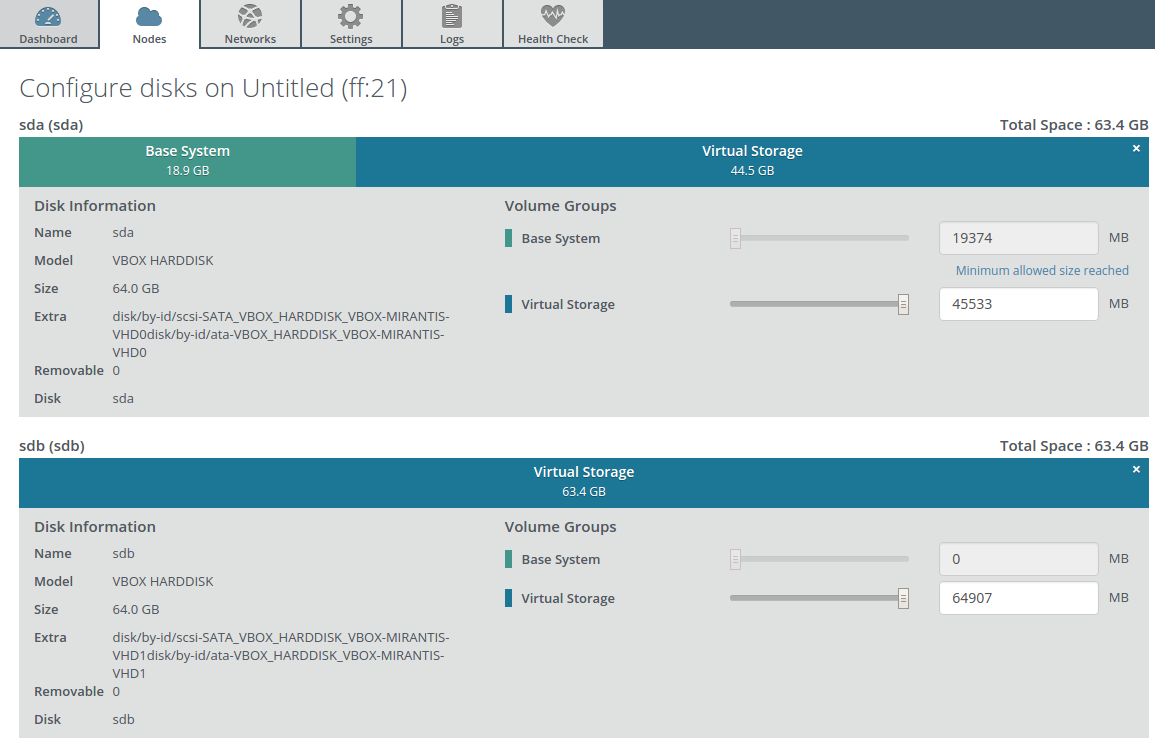 Dashboard Nodes Networks Settings Logs Health Check
Configure disks on Untitled (ff:21)
sda (sda) Total Space : 63.4 GB
Base System Virtual Storage ×
18.9 GB 44.5 GB
Disk Information Volume Groups
Name sda Base System 19374 MB
Model VBOX HARDDISK Minimum allowed size reached
Size 64.0 GB Virtual Storage 45533 MB
Extra disk/by-id/scsi-SATA_VBOX_HARDDISK_VBOX-MIRANTIS-
VHD0disk/by-id/ata-VBOX_HARDDISK_VBOX-MIRANTIS-
VHD0
Removable 0
Disk sda
sdb (sdb) Total Space : 63.4 GB
Virtual Storage ×
63.4 GB
Disk Information Volume Groups
Name sdb Base System 0 MB
Model VBOX HARDDISK
Size 64.0 GB Virtual Storage 64907 MB
Extra disk/by-id/scsi-SATA_VBOX_HARDDISK_VBOX-MIRANTIS-
VHD1disk/by-id/ata-VBOX_HARDDISK_VBOX-MIRANTIS-
VHD1
Removable 0
Disk sdb